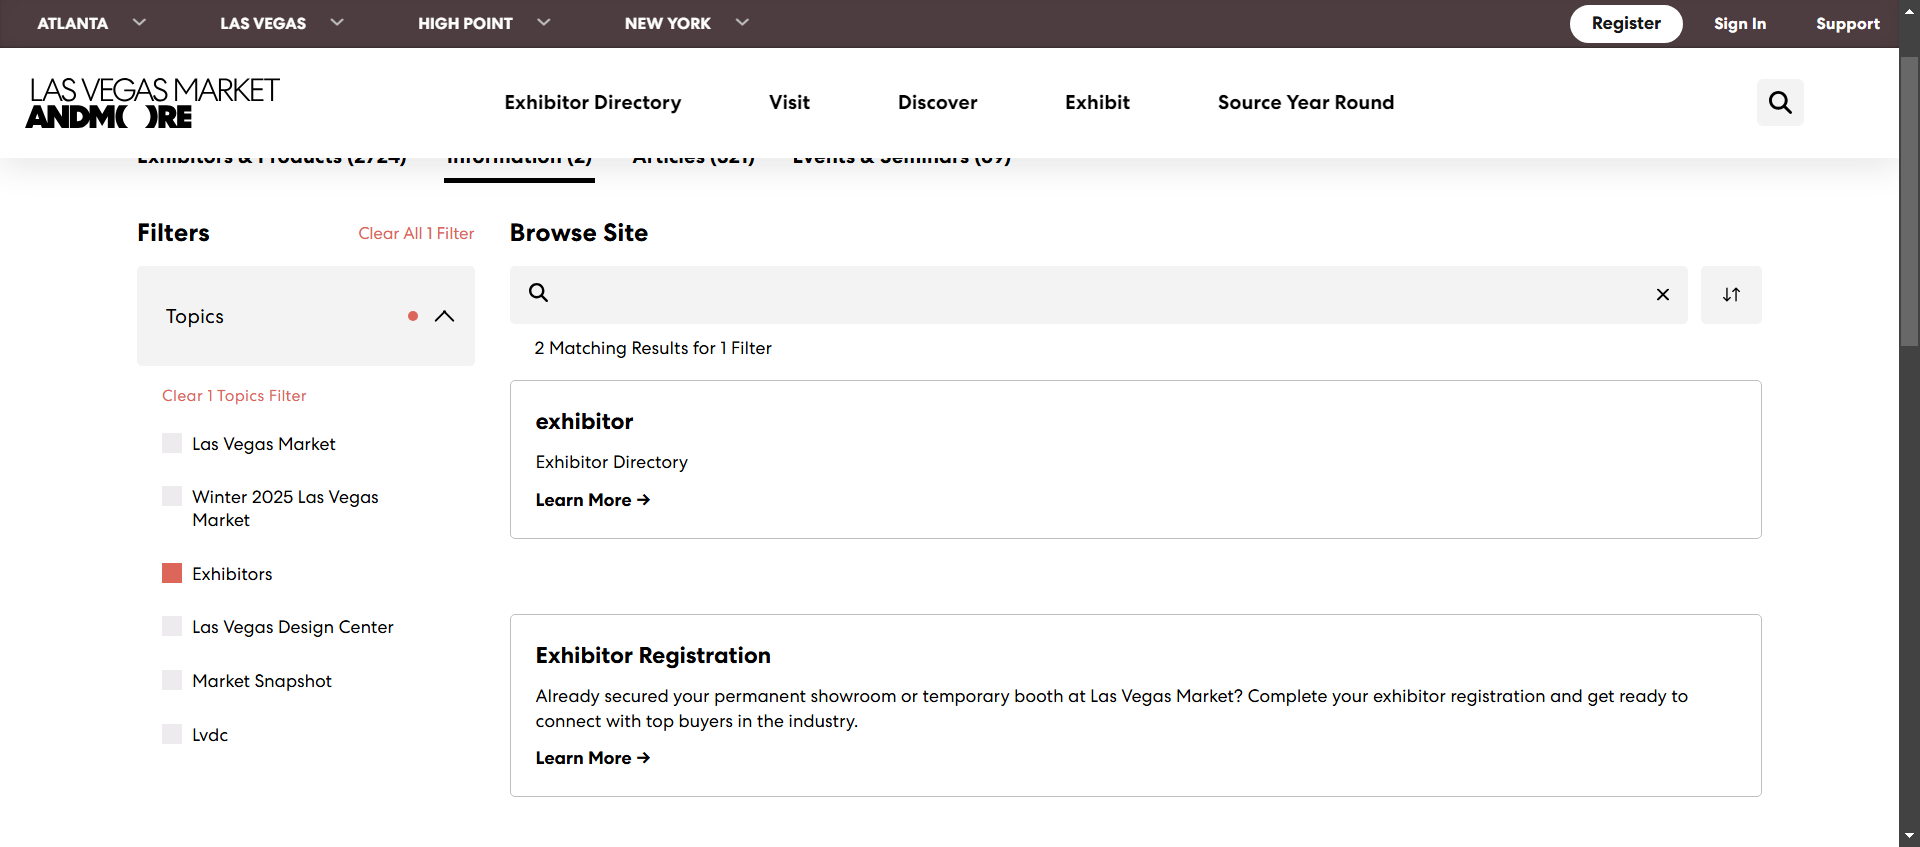 ATLANTA
LAS VEGAS
HIGH POINT
NEW YORK
Register
Sign In
Support
LAS VEGAS MARKET
ANDMORE
Exhibitor Directory
Visit
Discover
Exhibit
Source Year Round
Exhibitors & Products (2724)
Information (2)
Articles (321)
Events & Seminars
Filters
Clear All 1 Filter
Topics
Clear 1 Topics Filter
Las Vegas Market
Winter 2025 Las Vegas
Market
Exhibitors
Las Vegas Design Center
Market Snapshot
Lvdc
Browse Site
2 Matching Results for 1 Filter
exhibitor
Exhibitor Directory
Learn More →
Exhibitor Registration
Already secured your permanent showroom or temporary booth at Las Vegas Market? Complete your exhibitor registration and get ready to
connect with top buyers in the industry.
Learn More →